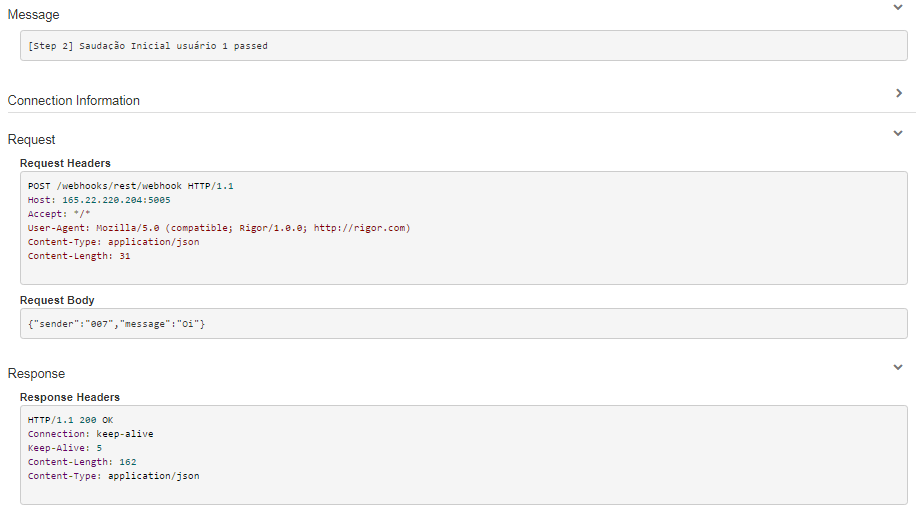 Message
[Step 2] Saudação Inicial usuário 1 passed
Connection Information
Request
Request Headers
POST /webhooks/rest/webhook HTTP/1.1
Host: 165.22.220.204:5005
Accept: */*
User-Agent: Mozilla/5.0 (compatible; Rigor/1.0.0; http://rigor.com)
Content-Type: application/json
Content-Length: 31
Request Body
{"sender":"007","message":"Oi"}
Response
Response Headers
HTTP/1.1 200 OK
Connection: keep-alive
Keep-Alive: 5
Content-Length: 162
Content-Type: application/json